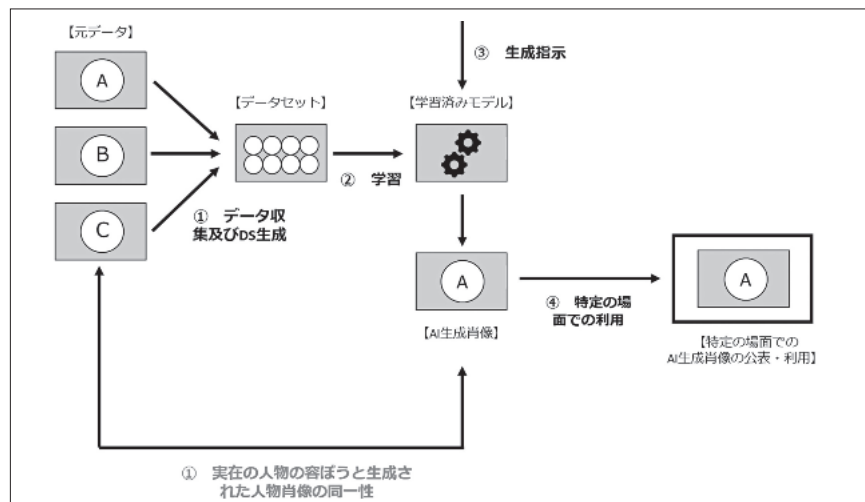 【元データ】
A
B
C
【データセット】
① データ収
集及びDS生成
② 学習
③ 生成指示
【学習済みモデル】
A
【AI生成肖像】
④ 特定の場
面での利用
A
【特定の場面での
AI生成肖像の公表・利用】
① 実在の人物の容ぼうと生成さ
れた人物肖像の同一性